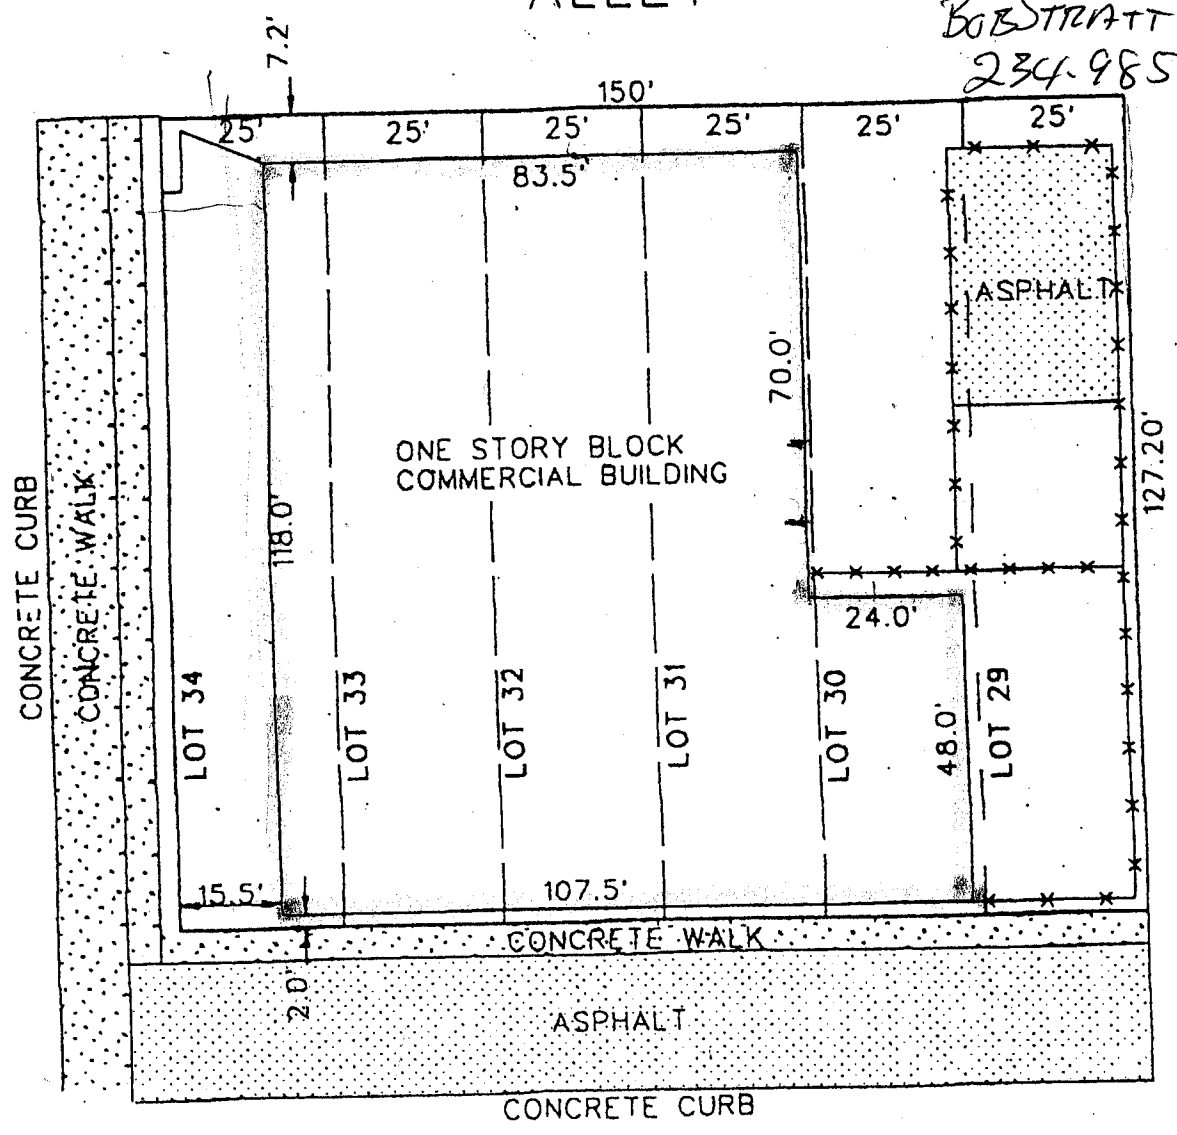 ALLEY
BOB STRATT
234-985
7.2'
150'
25'
25'
25'
25'
25'
25'
83.5'
ASPHALT
70.0'
127.20'
ONE STORY BLOCK
COMMERCIAL BUILDING
118.0'
CONCRETE CURB
CONCRETE WALK
24.0'
LOT 34
LOT 33
LOT 32
LOT 31
LOT 30
LOT 29
48.0'
15.5'
107.5'
CONCRETE WALK
2.0'
ASPHALT
CONCRETE CURB